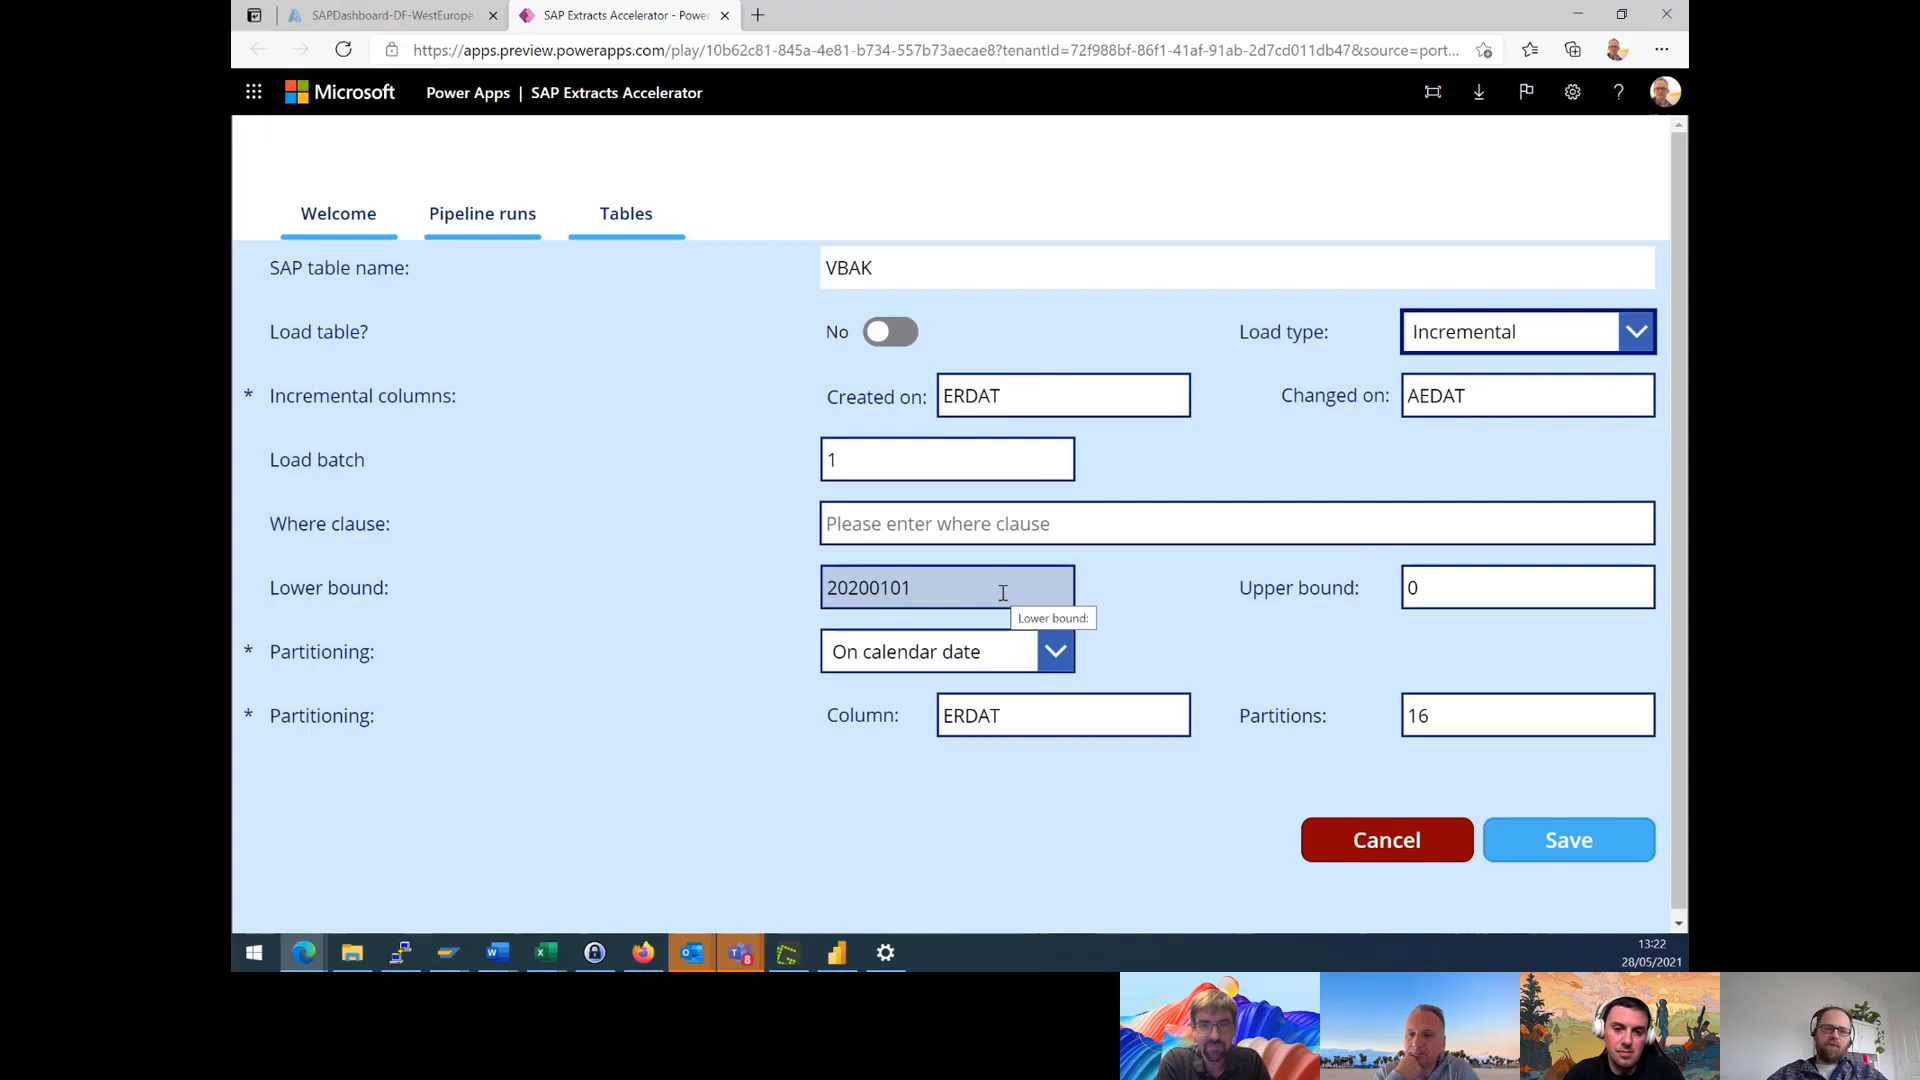 SAPDashboard-DF-WestEurope
SAP Extracts Accelerator - Power
https://apps.preview.powerapps.com/play/10b62c81-845a-4e81-b734-557b73aecae8?tenantId=72f988bf-86f1-41af-91ab-2d7cd011db47&source=port...
Microsoft Power Apps | SAP Extracts Accelerator
Welcome Pipeline runs Tables
SAP table name: VBAK
Load table? No Load type: Incremental
* Incremental columns: Created on: ERDAT Changed on: AEDAT
Load batch 1
Where clause: Please enter where clause
Lower bound: 20200101 Upper bound: 0
Lower bound:
* Partitioning: On calendar date
* Partitioning: Column: ERDAT Partitions: 16
Cancel Save
8
13:22
28/05/2021